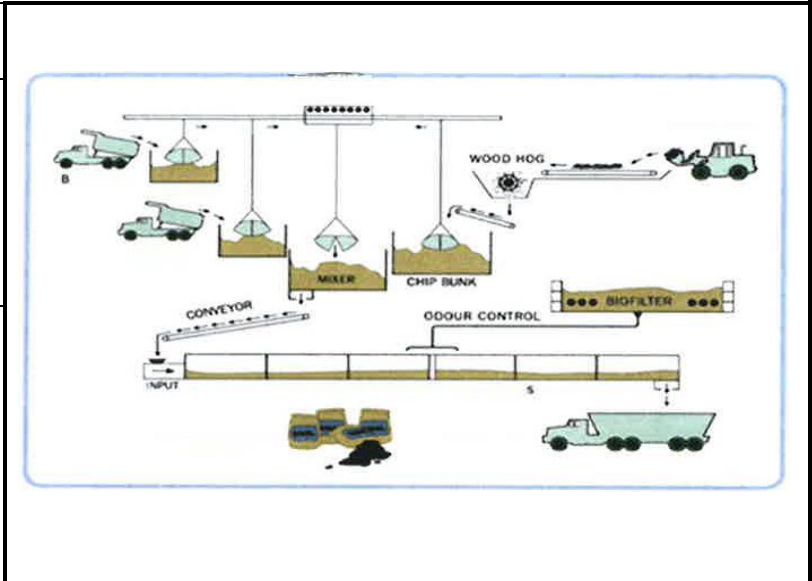 WOOD HOG
B
MIXER
CHIP BUNK
BIOFILTER
CONVEYOR
ODOUR CONTROL
INPUT
S